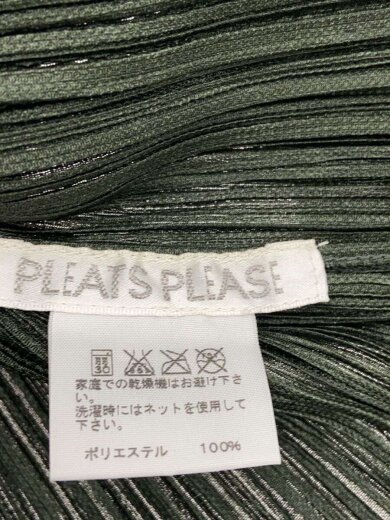 PLEATS PLEASE
30
家庭での乾燥機はお避け下さ
い。
洗濯時にはネットを使用して
下さい。
ポリエステル 100%